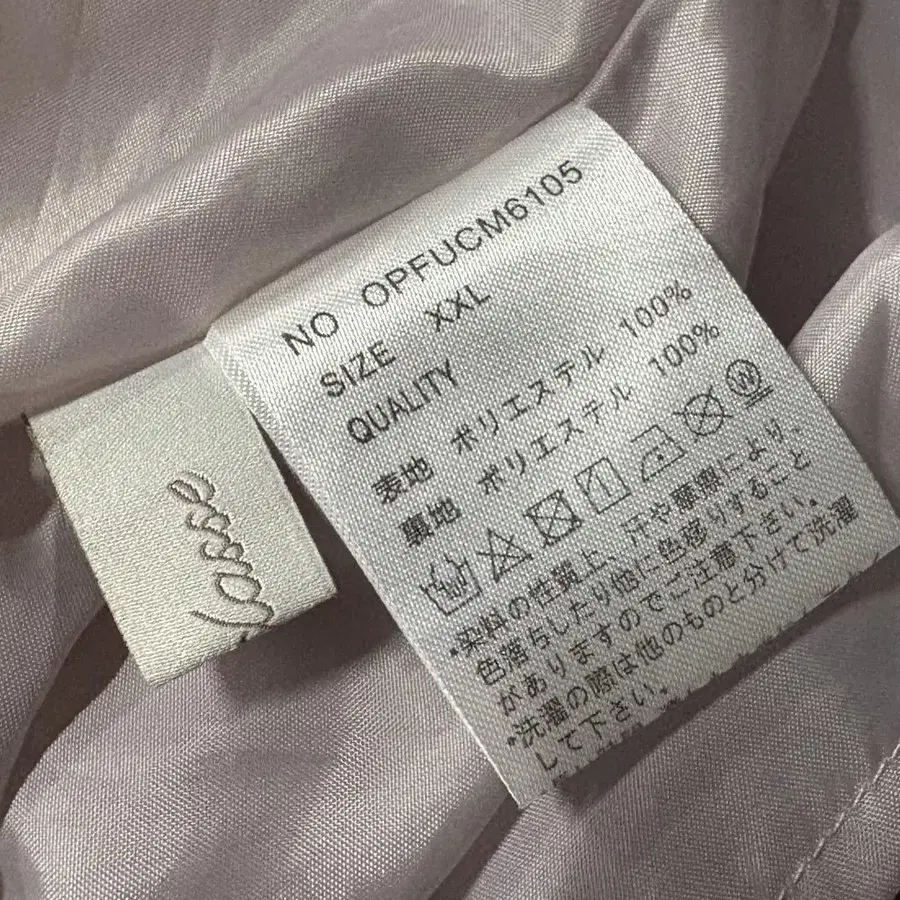 NO OPFUCM6105
SIZE XXL
QUALITY
表地 ポリエステル 100%
裏地 ポリエステル 100%
*染料の性質上、汗や摩擦により、
色落ちしたり他に色移りすること
がありますのでご注意下さい。
*洗濯の際は他のものと分けて洗濯
して下さい。